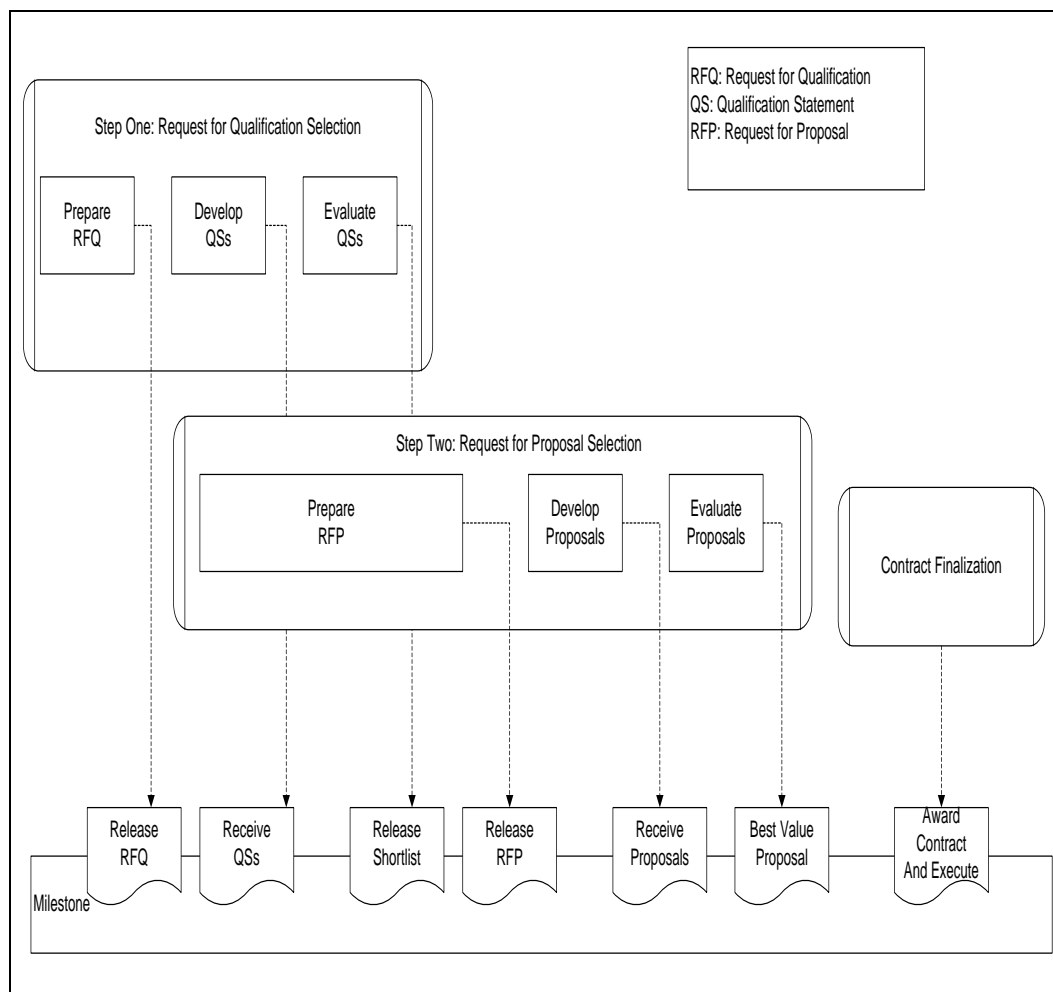 RFQ: Request for Qualification
QS: Qualification Statement
RFP: Request for Proposal
Step One: Request for Qualification Selection
Prepare
RFQ
Develop
QSs
Evaluate
QSs
Step Two: Request for Proposal Selection
Prepare
RFP
Develop
Proposals
Evaluate
Proposals
Contract Finalization
Release
RFQ
Receive
QSs
Release
Shortlist
Release
RFP
Receive
Proposals
Best Value
Proposal
Award
Contract
And Execute
Milestone